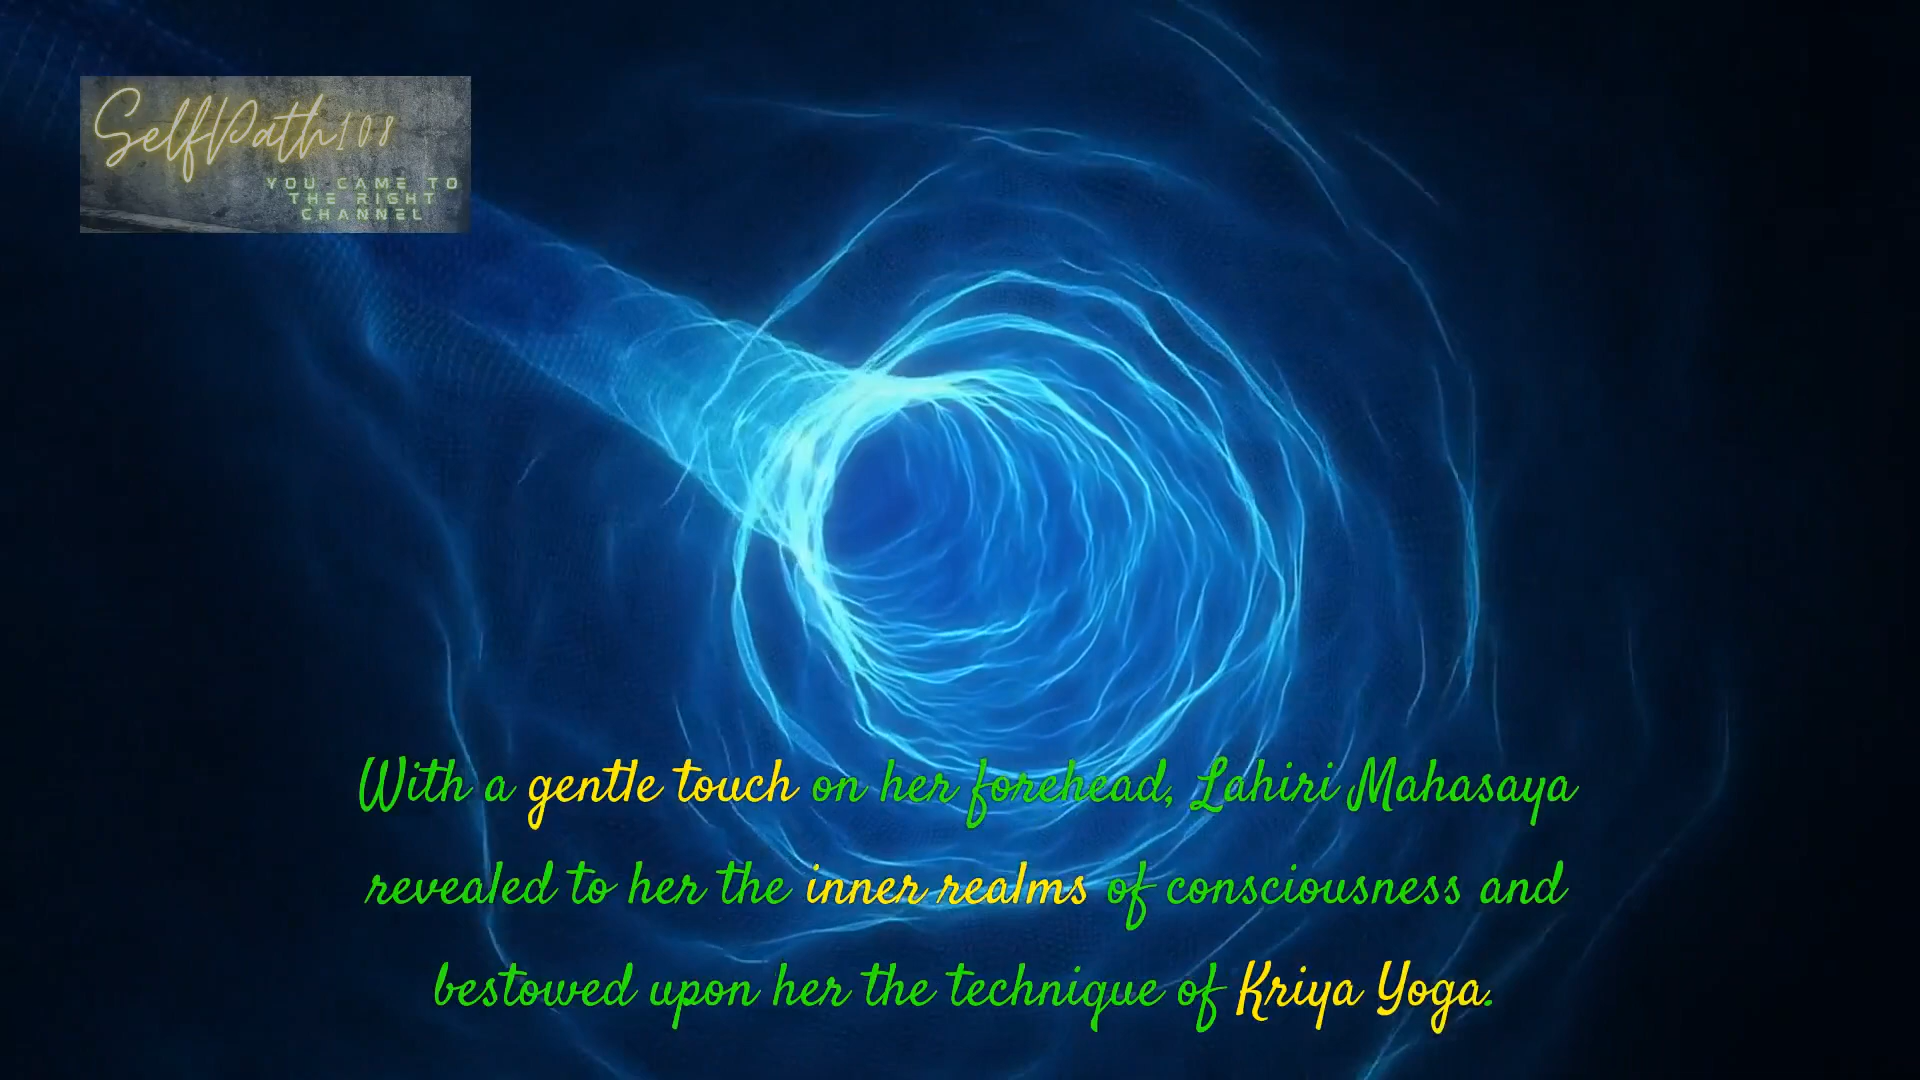 SelfPath108
YOU CAME TO
THE RIGHT
CHANNEL
With a gentle touch on her forehead, Lahiri Mahasaya
revealed to her the inner realms of consciousness and
bestowed upon her the technique of Kriya Yoga.